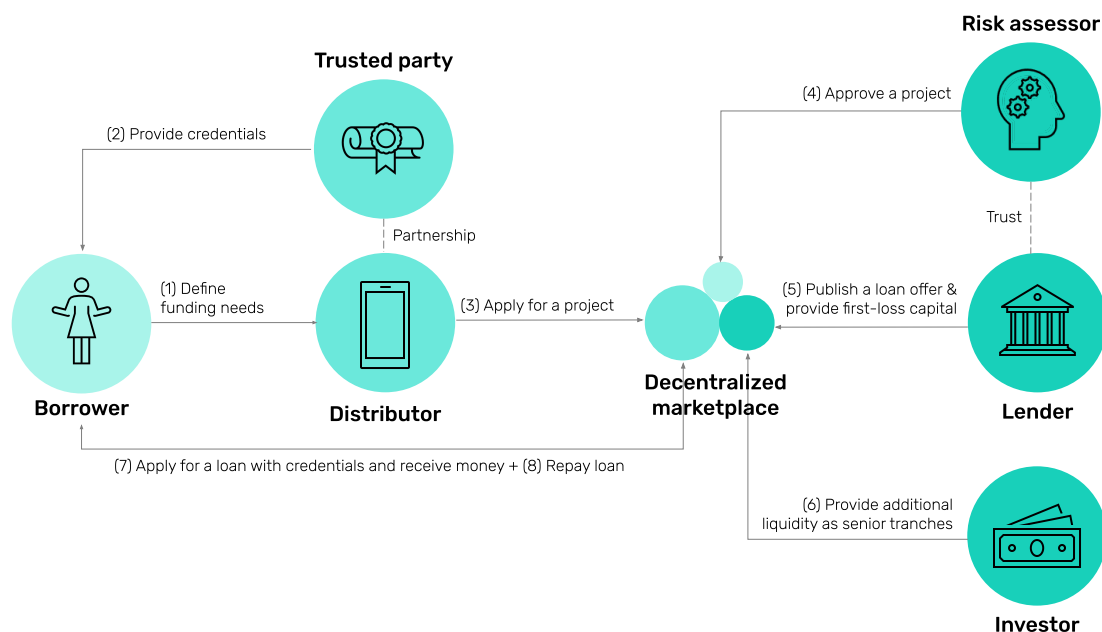 Risk assessor
Trusted party
(4) Approve a project
(2) Provide credentials
Trust
Partnership
(1) Define
funding needs
(3) Apply for a project
(5) Publish a loan offer &
provide first-loss capital
Decentralized
marketplace
Borrower
Distributor
Lender
(7) Apply for a loan with credentials and receive money + (8) Repay loan
(6) Provide additional
liquidity as senior tranches
Investor